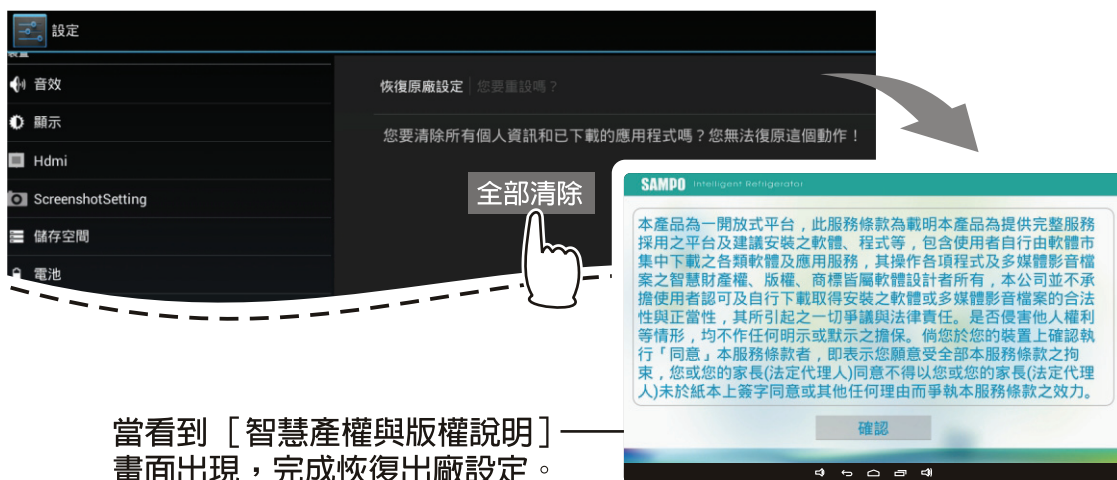 設定
音效
顯示
Hdmi
ScreenshotSetting
儲存空間
電池
恢復原廠設定 您要重設嗎？
您要清除所有個人資訊和已下載的應用程式嗎？您無法復原這個動作！
全部清除
SAMPO Intelligent Refrigerator
本產品為一開放式平台，此服務條款為載明本產品為提供完整服務
採用之平台及建議安裝之軟體、程式等，包含使用者自行由軟體市
集中下載之各類軟體及應用服務，其操作各項程式及多媒體影音檔
案之智慧財產權、版權、商標皆屬軟體設計者所有，本公司並不承
擔使用者認可及自行下載取得安裝之軟體或多媒體影音檔案的合法
性與正當性，其所引起之一切爭議與法律責任。是否侵害他人權利
等情形，均不作任何明示或默示之擔保。倘您於您的裝置上確認執
行「同意」本服務條款者，即表示您願意受全部本服務條款之拘
束，您或您的家長(法定代理人)同意不得以您或您的家長(法定代理
人)未於紙本上簽字同意或其他任何理由而爭執本服務條款之效力。
確認
當看到［智慧產權與版權說明］
畫面出現，完成恢復出廠設定。